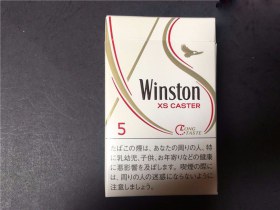 Winston
XS CASTER
5
LONG
TASTE
たばこの煙は、あなたの周りの人、特
に乳幼児、子供、お年寄りなどの健康
に悪影響を及ぼします。喫煙の際に
は、周りの人の迷惑にならないように
注意しましょう。